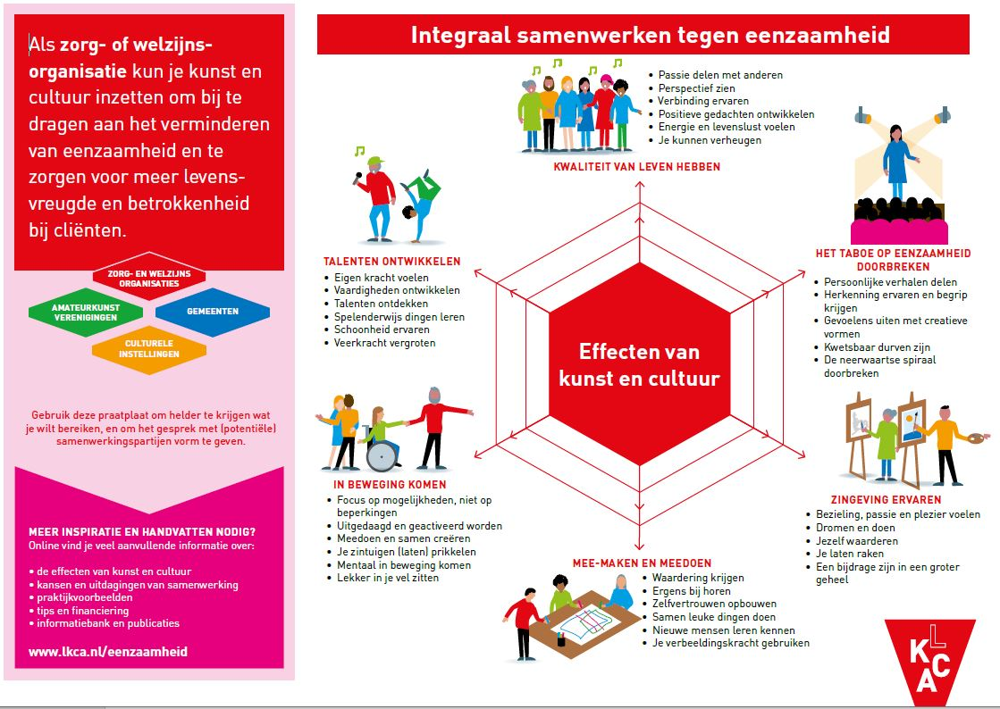 Als zorg- of welzijns-
organisatie kun je kunst en
cultuur inzetten om bij te
dragen aan het verminderen
van eenzaamheid en te
zorgen voor meer levens-
vreugde en betrokkenheid
bij cliënten.
ZORG- EN WELZIJNS
ORGANISATIES
AMATEURKUNST
VERENIGINGEN
GEMEENTEN
CULTURELE
INSTELLINGEN
Gebruik deze praatplaat om helder te krijgen wat
je wilt bereiken, en om het gesprek met (potentiële)
samenwerkingspartijen vorm te geven.
MEER INSPIRATIE EN HANDVATTEN NODIG?
Online vind je veel aanvullende informatie over:
• de effecten van kunst en cultuur
• kansen en uitdagingen van samenwerking
• praktijkvoorbeelden
• tips en financiering
• informatiebank en publicaties
www.lkca.nl/eenzaamheid
Integraal samenwerken tegen eenzaamheid
• Passie delen met anderen
• Perspectief zien
• Verbinding ervaren
• Positieve gedachten ontwikkelen
• Energie en levenslust voelen
• Je kunnen verheugen
KWALITEIT VAN LEVEN HEBBEN
TALENTEN ONTWIKKELEN
• Eigen kracht voelen
• Vaardigheden ontwikkelen
• Talenten ontdekken
• Spelenderwijs dingen leren
• Schoonheid ervaren
• Veerkracht vergroten
HET TABOE OP EENZAAMHEID
DOORBREKEN
• Persoonlijke verhalen delen
• Herkenning ervaren en begrip
krijgen
• Gevoelens uiten met creatieve
vormen
• Kwetsbaar durven zijn
• De neerwaartse spiraal
doorbreken
Effecten van
kunst en cultuur
IN BEWEGING KOMEN
• Focus op mogelijkheden, niet op
beperkingen
• Uitgedaagd en geactiveerd worden
• Meedoen en samen creëren
• Je zintuigen (laten) prikkelen
• Mentaal in beweging komen
• Lekker in je vel zitten
ZINGEVING ERVAREN
• Bezieling, passie en plezier voelen
• Dromen en doen
• Jezelf waarderen
• Je laten raken
• Een bijdrage zijn in een groter
geheel
MEE-MAKEN EN MEEDOEN
• Waardering krijgen
• Ergens bij horen
• Zelfvertrouwen opbouwen
• Samen leuke dingen doen
• Nieuwe mensen leren kennen
• Je verbeeldingskracht gebruiken
LKCA